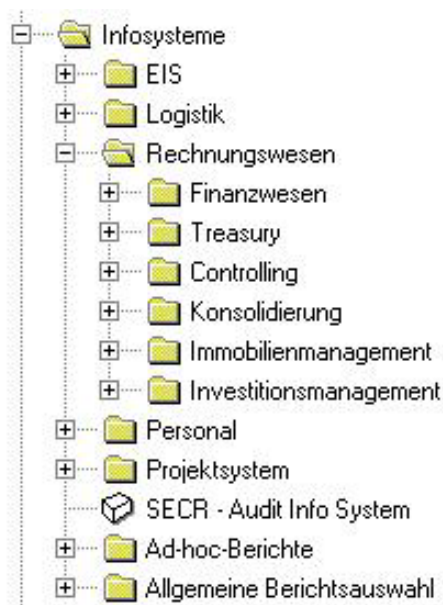 Infosysteme
EIS
Logistik
Rechnungswesen
Finanzwesen
Treasury
Controlling
Konsolidierung
Immobilienmanagement
Investitionsmanagement
Personal
Projektsystem
SECR - Audit Info System
Ad-hoc-Berichte
Allgemeine Berichtsauswahl